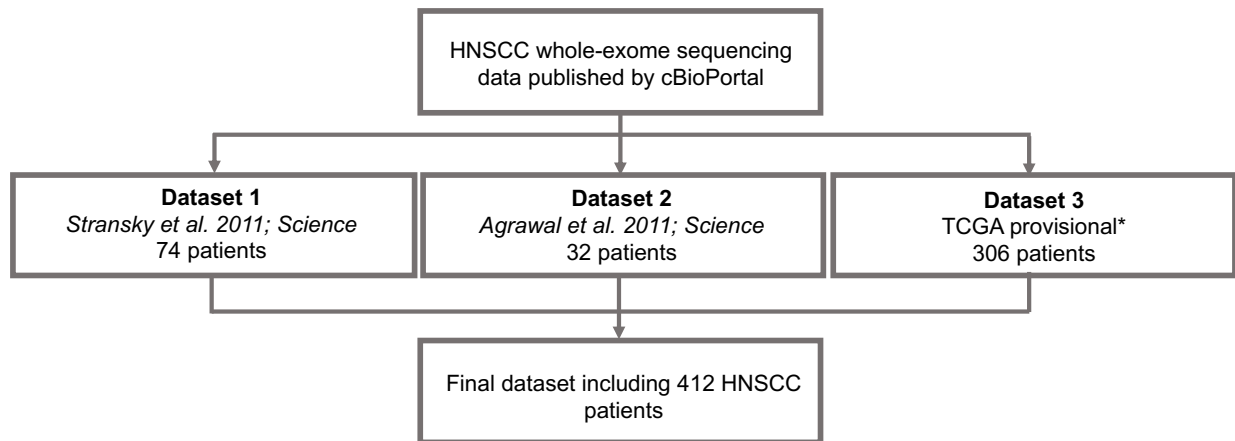 HNSCC whole-exome sequencing
data published by cBioPortal
Dataset 1
Stransky et al. 2011; Science
74 patients
Dataset 2
Agrawal et al. 2011; Science
32 patients
Dataset 3
TCGA provisional*
306 patients
Final dataset including 412 HNSCC
patients